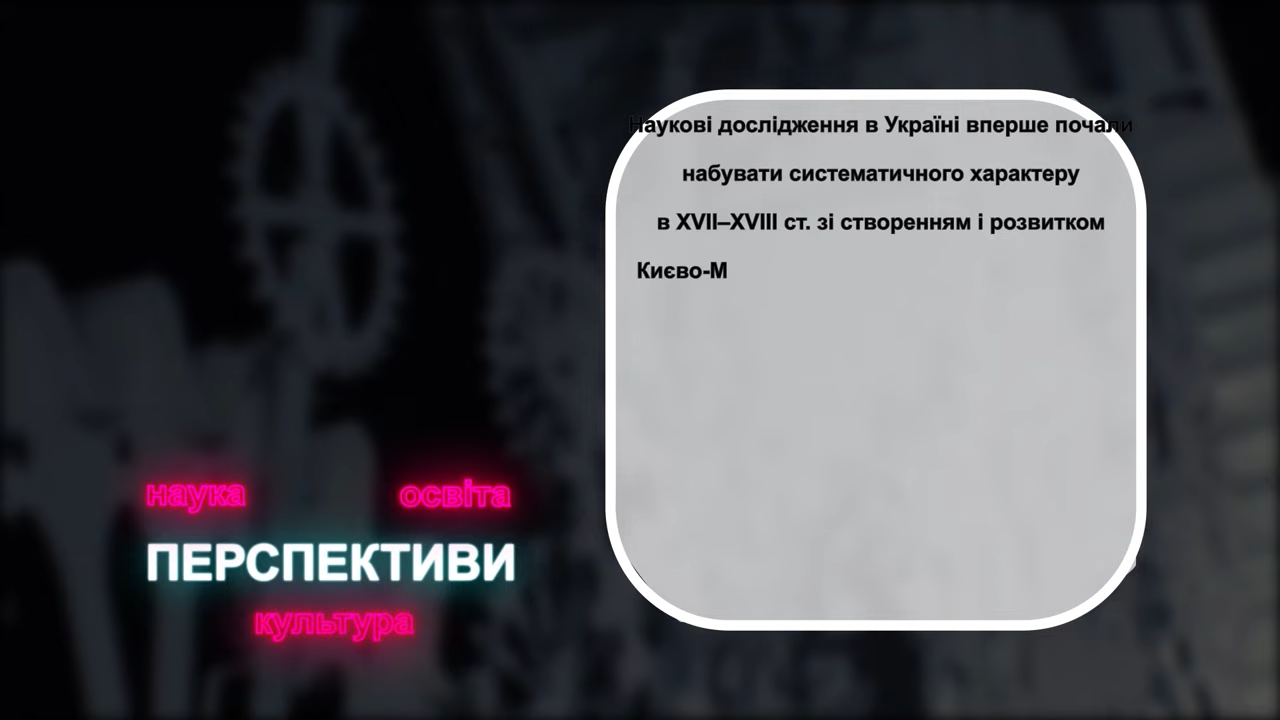 Наукові дослідження в Україні вперше почали
набувати систематичного характеру
в XVII–XVIII ст. зі створенням і розвитком
Києво-М
наука освіта
ПЕРСПЕКТИВИ
культура